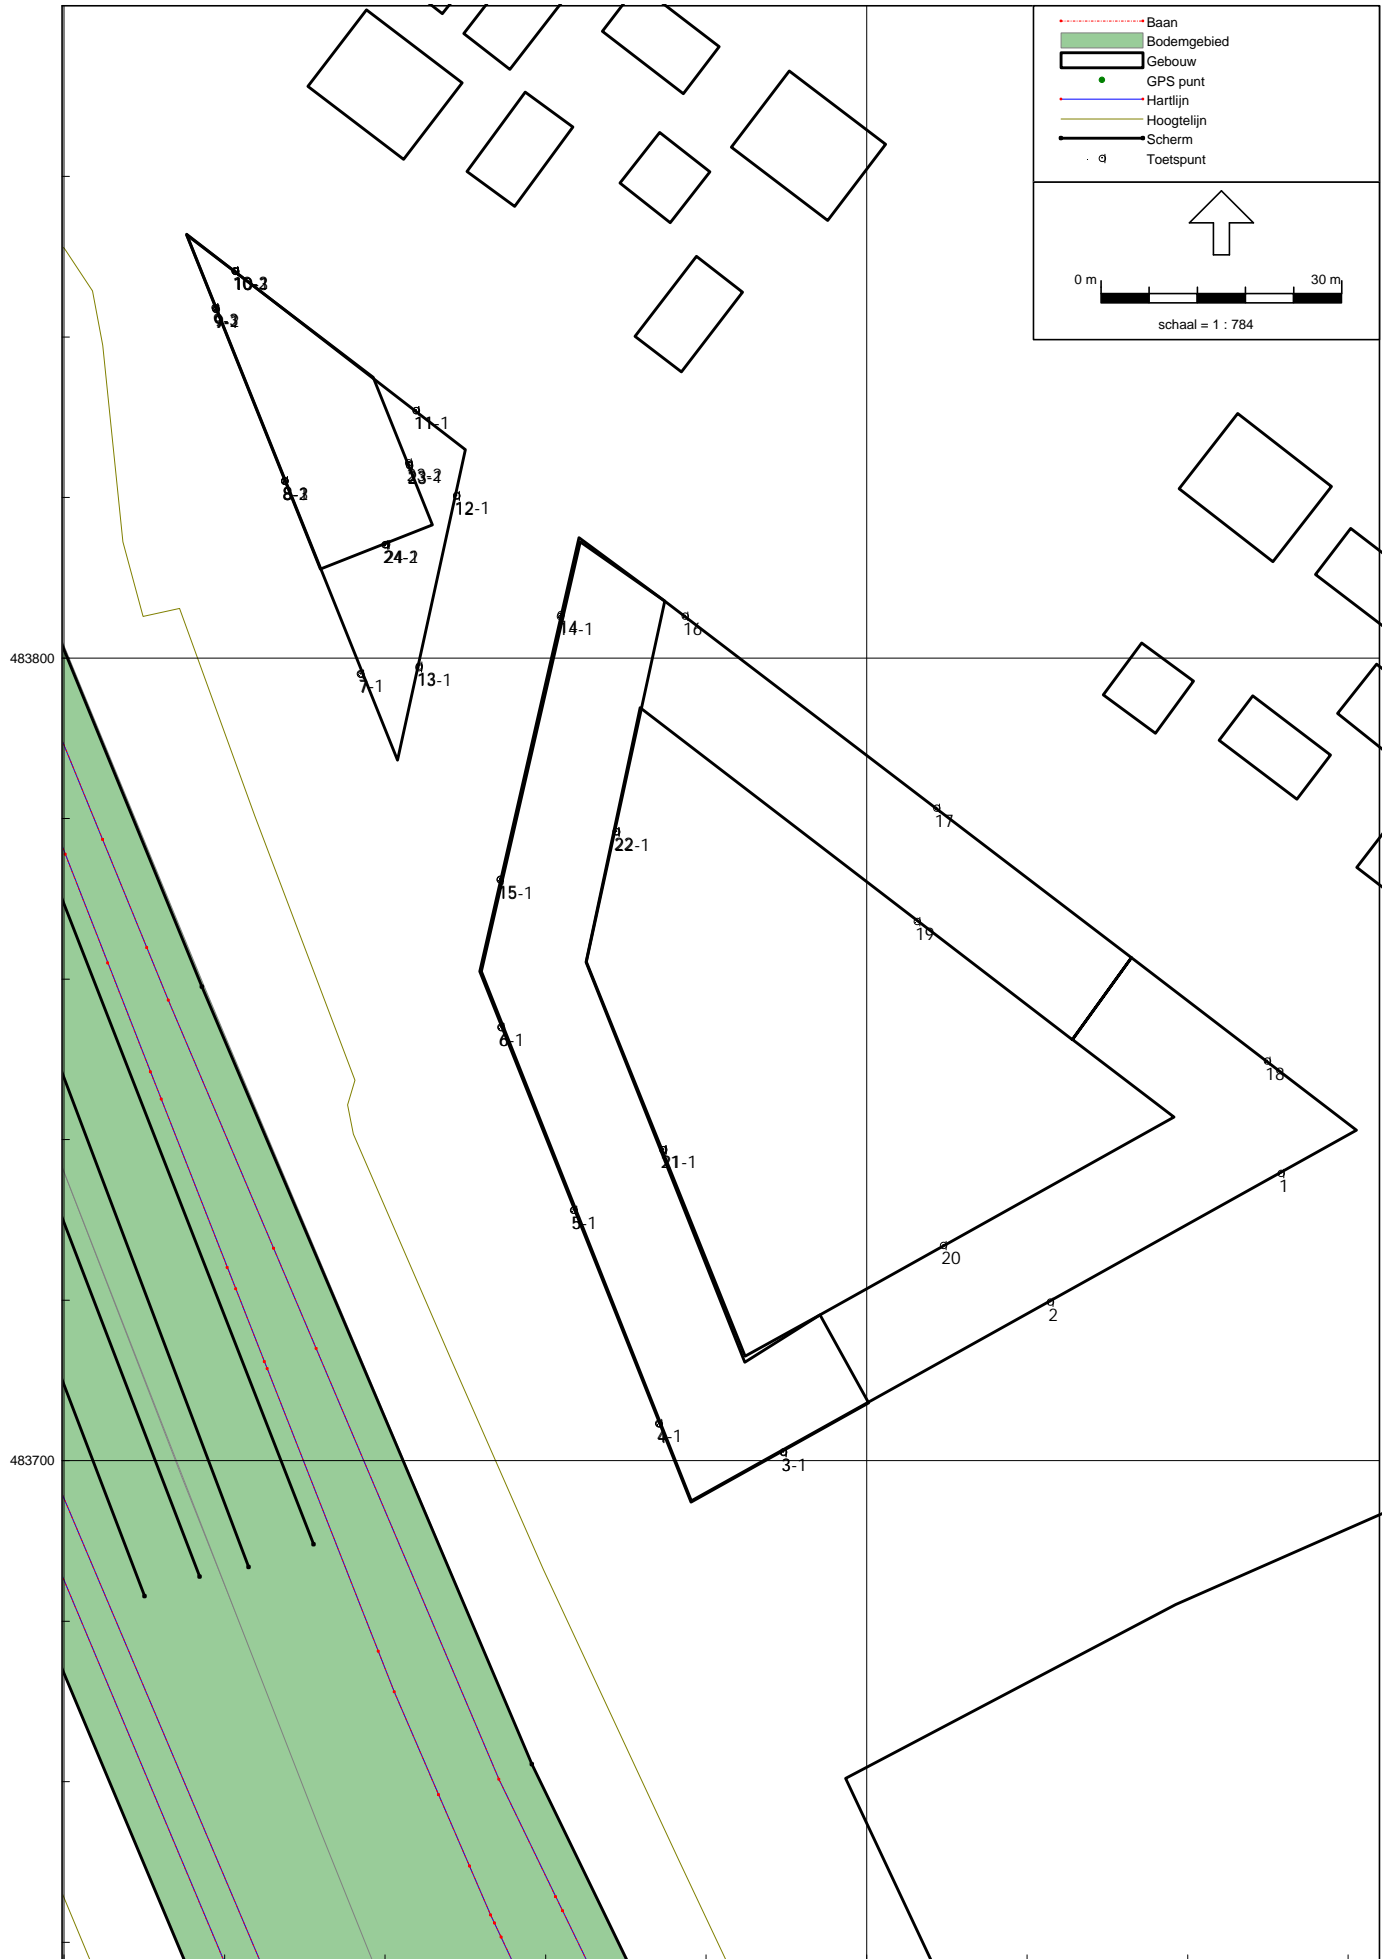 Baan
Bodemgebied
Gebouw
GPS punt
Hartlijn
Hoogtelijn
Scherm
Toetspunt
0 m
30 m
schaal = 1 : 784
11-1
12-1
14-1
16
483800
7-1
13-1
17
22-1
15-1
19
6-1
18
21-1
1
5-1
20
2
4-1
3-1
483700